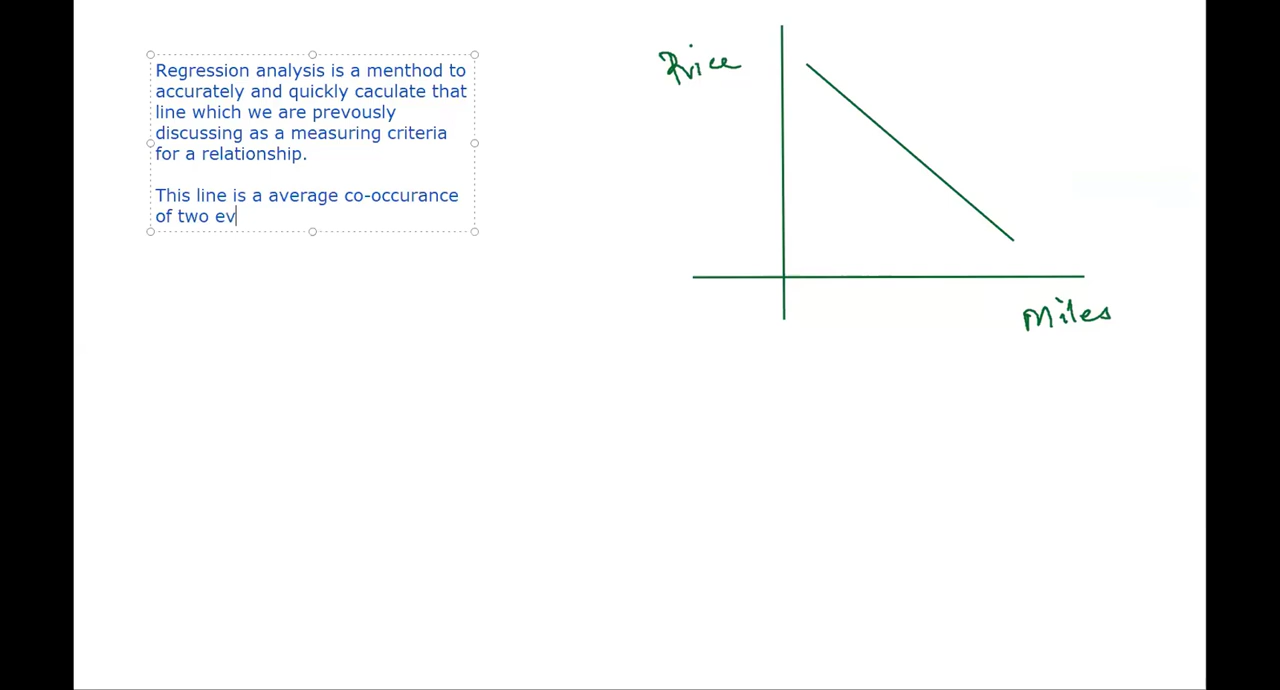 Regression analysis is a menthod to
accurately and quickly caculate that
line which we are prevously
discussing as a measuring criteria
for a relationship.
This line is a average co-occurance
of two ev
Price
Miles